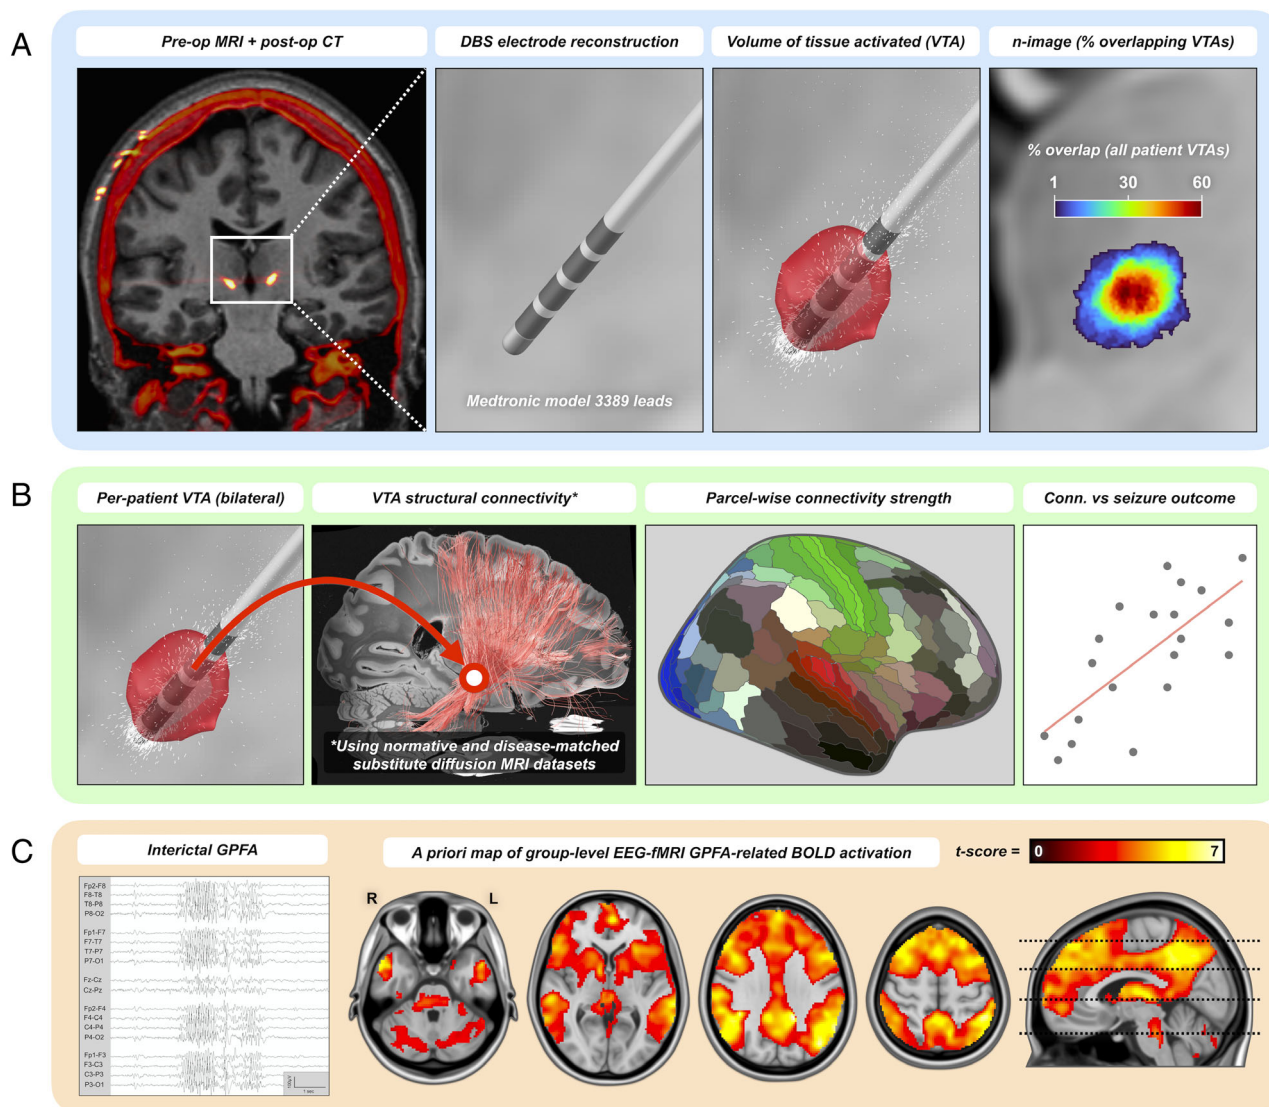 A
Pre-op MRI + post-op CT
DBS electrode reconstruction
Volume of tissue activated (VTA)
n-image (% overlapping VTAs)
% overlap (all patient VTAs)
1 30 60
Medtronic model 3389 leads
B
Per-patient VTA (bilateral)
VTA structural connectivity*
Parcel-wise connectivity strength
Conn. vs seizure outcome
*Using normative and disease-matched
substitute diffusion MRI datasets
C
Interictal GPFA
A priori map of group-level EEG-fMRI GPFA-related BOLD activation
t-score =
0 7
Fp2-F8
F8-T8
T8-P8
P8-O2
Fp1-F7
F7-T7
T7-P7
P7-O1
Fz-Cz
Cz-Pz
Fp2-F4
F4-C4
C4-P4
P4-O2
Fp1-F3
F3-C3
C3-P3
P3-O1
1 sec
R L